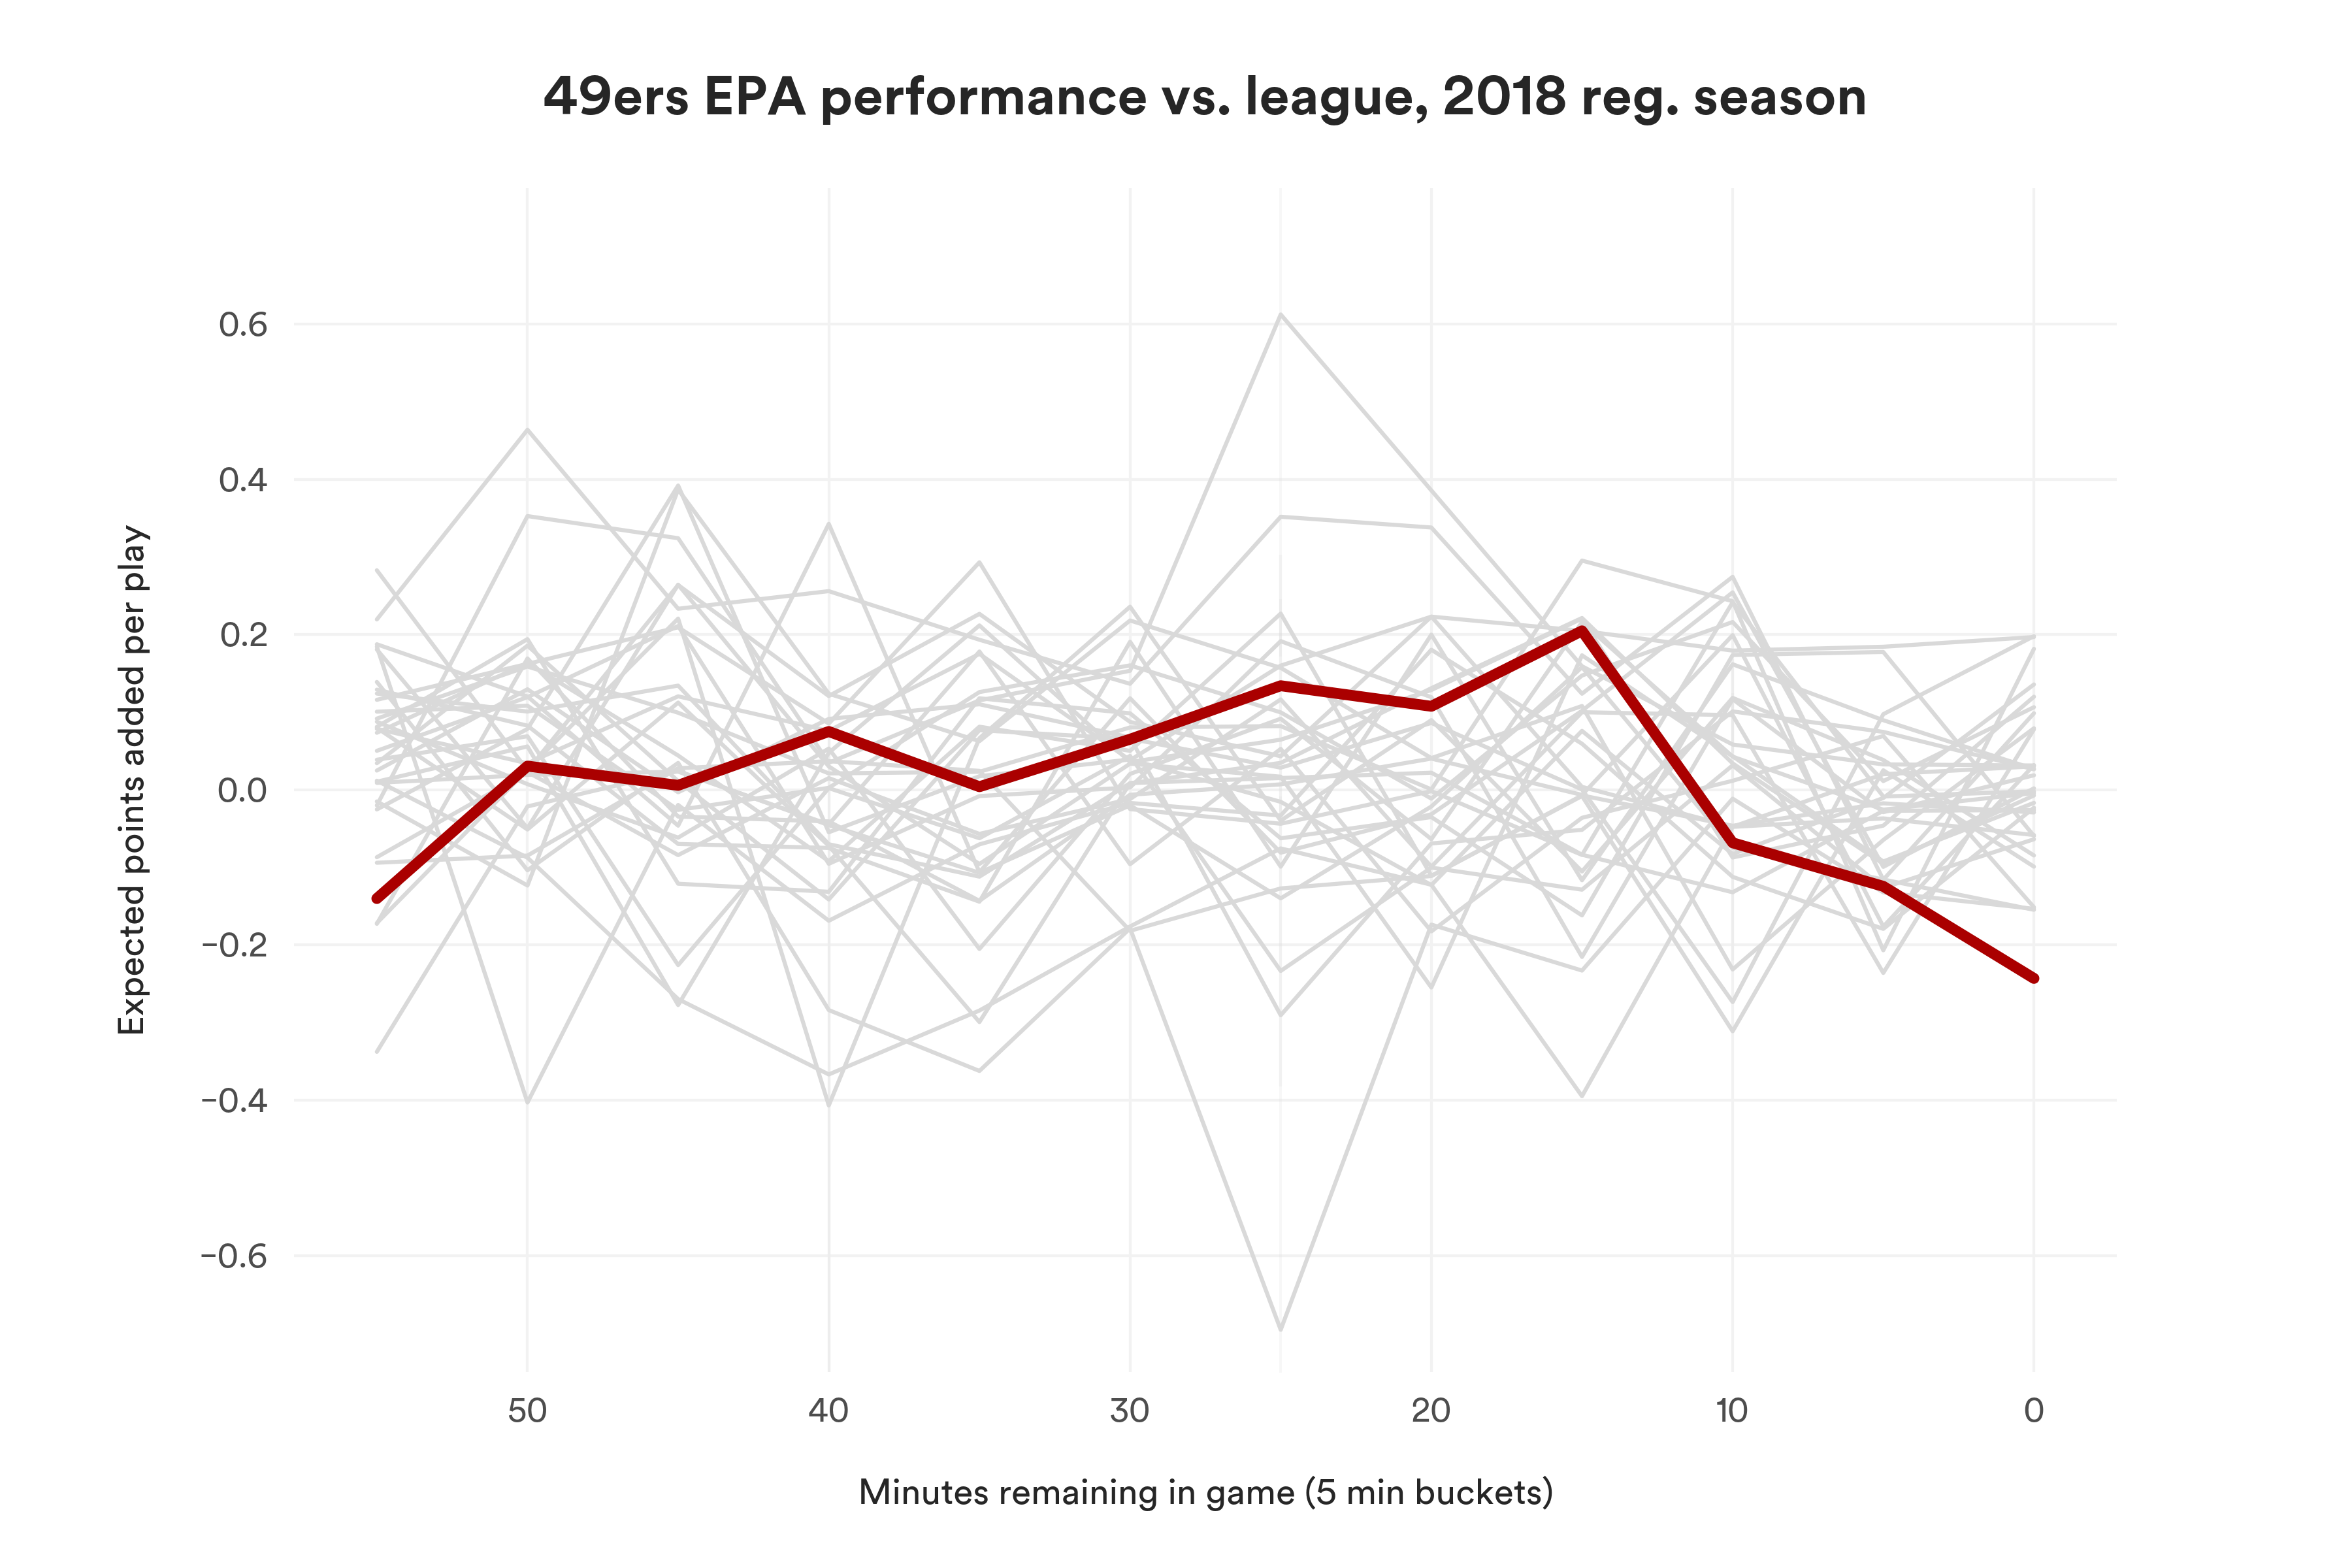 49ers EPA performance vs. league, 2018 reg. season
Expected points added per play
0.6
0.4
0.2
0.0
−0.2
−0.4
−0.6
50 40 30 20 10 0
Minutes remaining in game (5 min buckets)